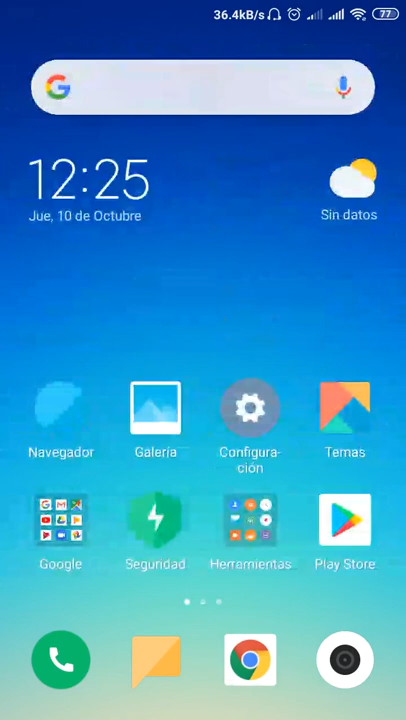 36.4kB/s 77
12:25
Jue, 10 de Octubre
Sin datos
Navegador
Galería
Configura-
ción
Temas
Google
Seguridad
Herramientas
Play Store